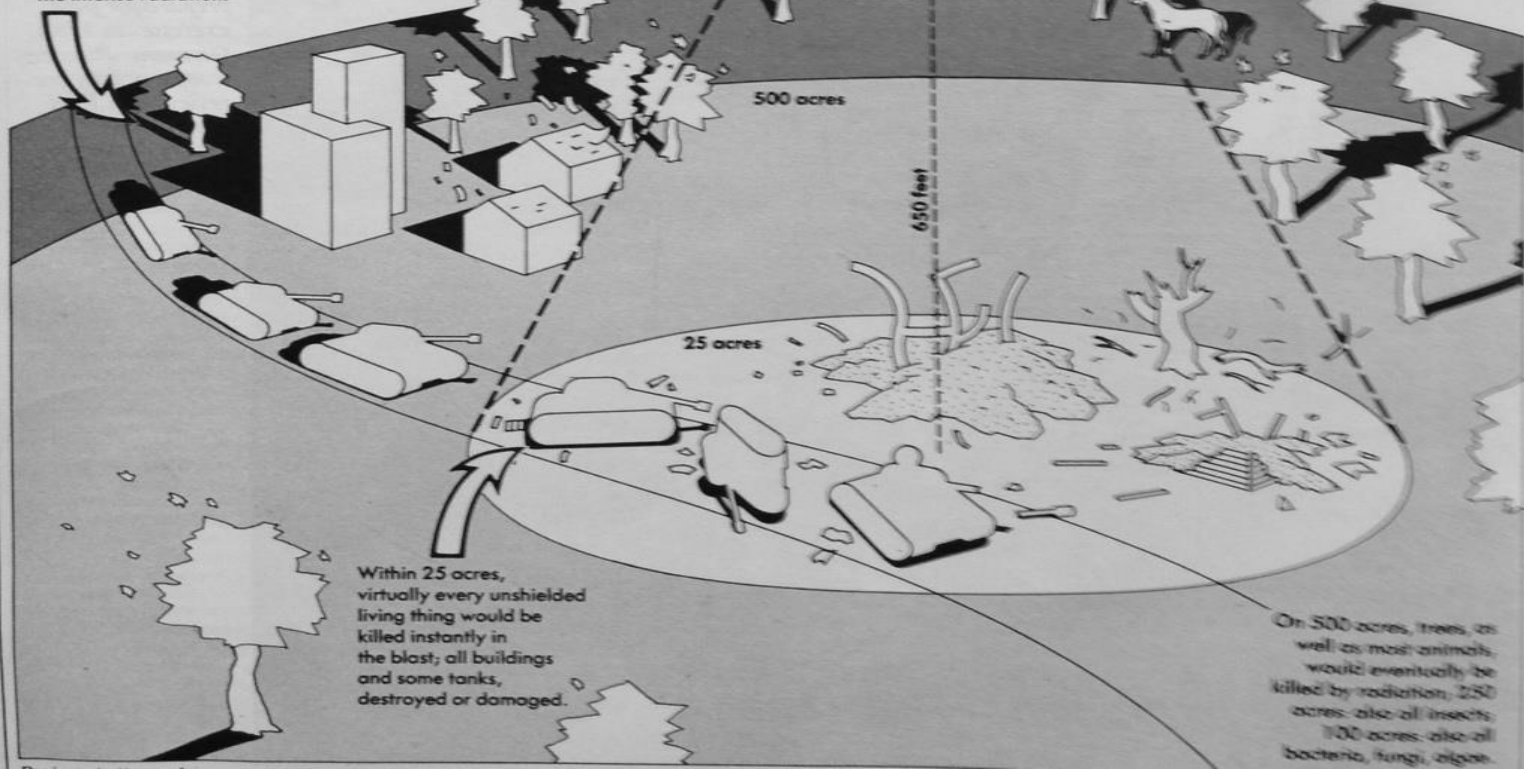 500 acres
650 feet
25 acres
Within 25 acres,
virtually every unshielded
living thing would be
killed instantly in
the blast; all buildings
and some tanks,
destroyed or damaged.
On 500 acres, trees, as
well as most animals,
would eventually be
killed by radiation; 250
acres: also all insects;
100 acres: also all
bacteria, fungi, algae.